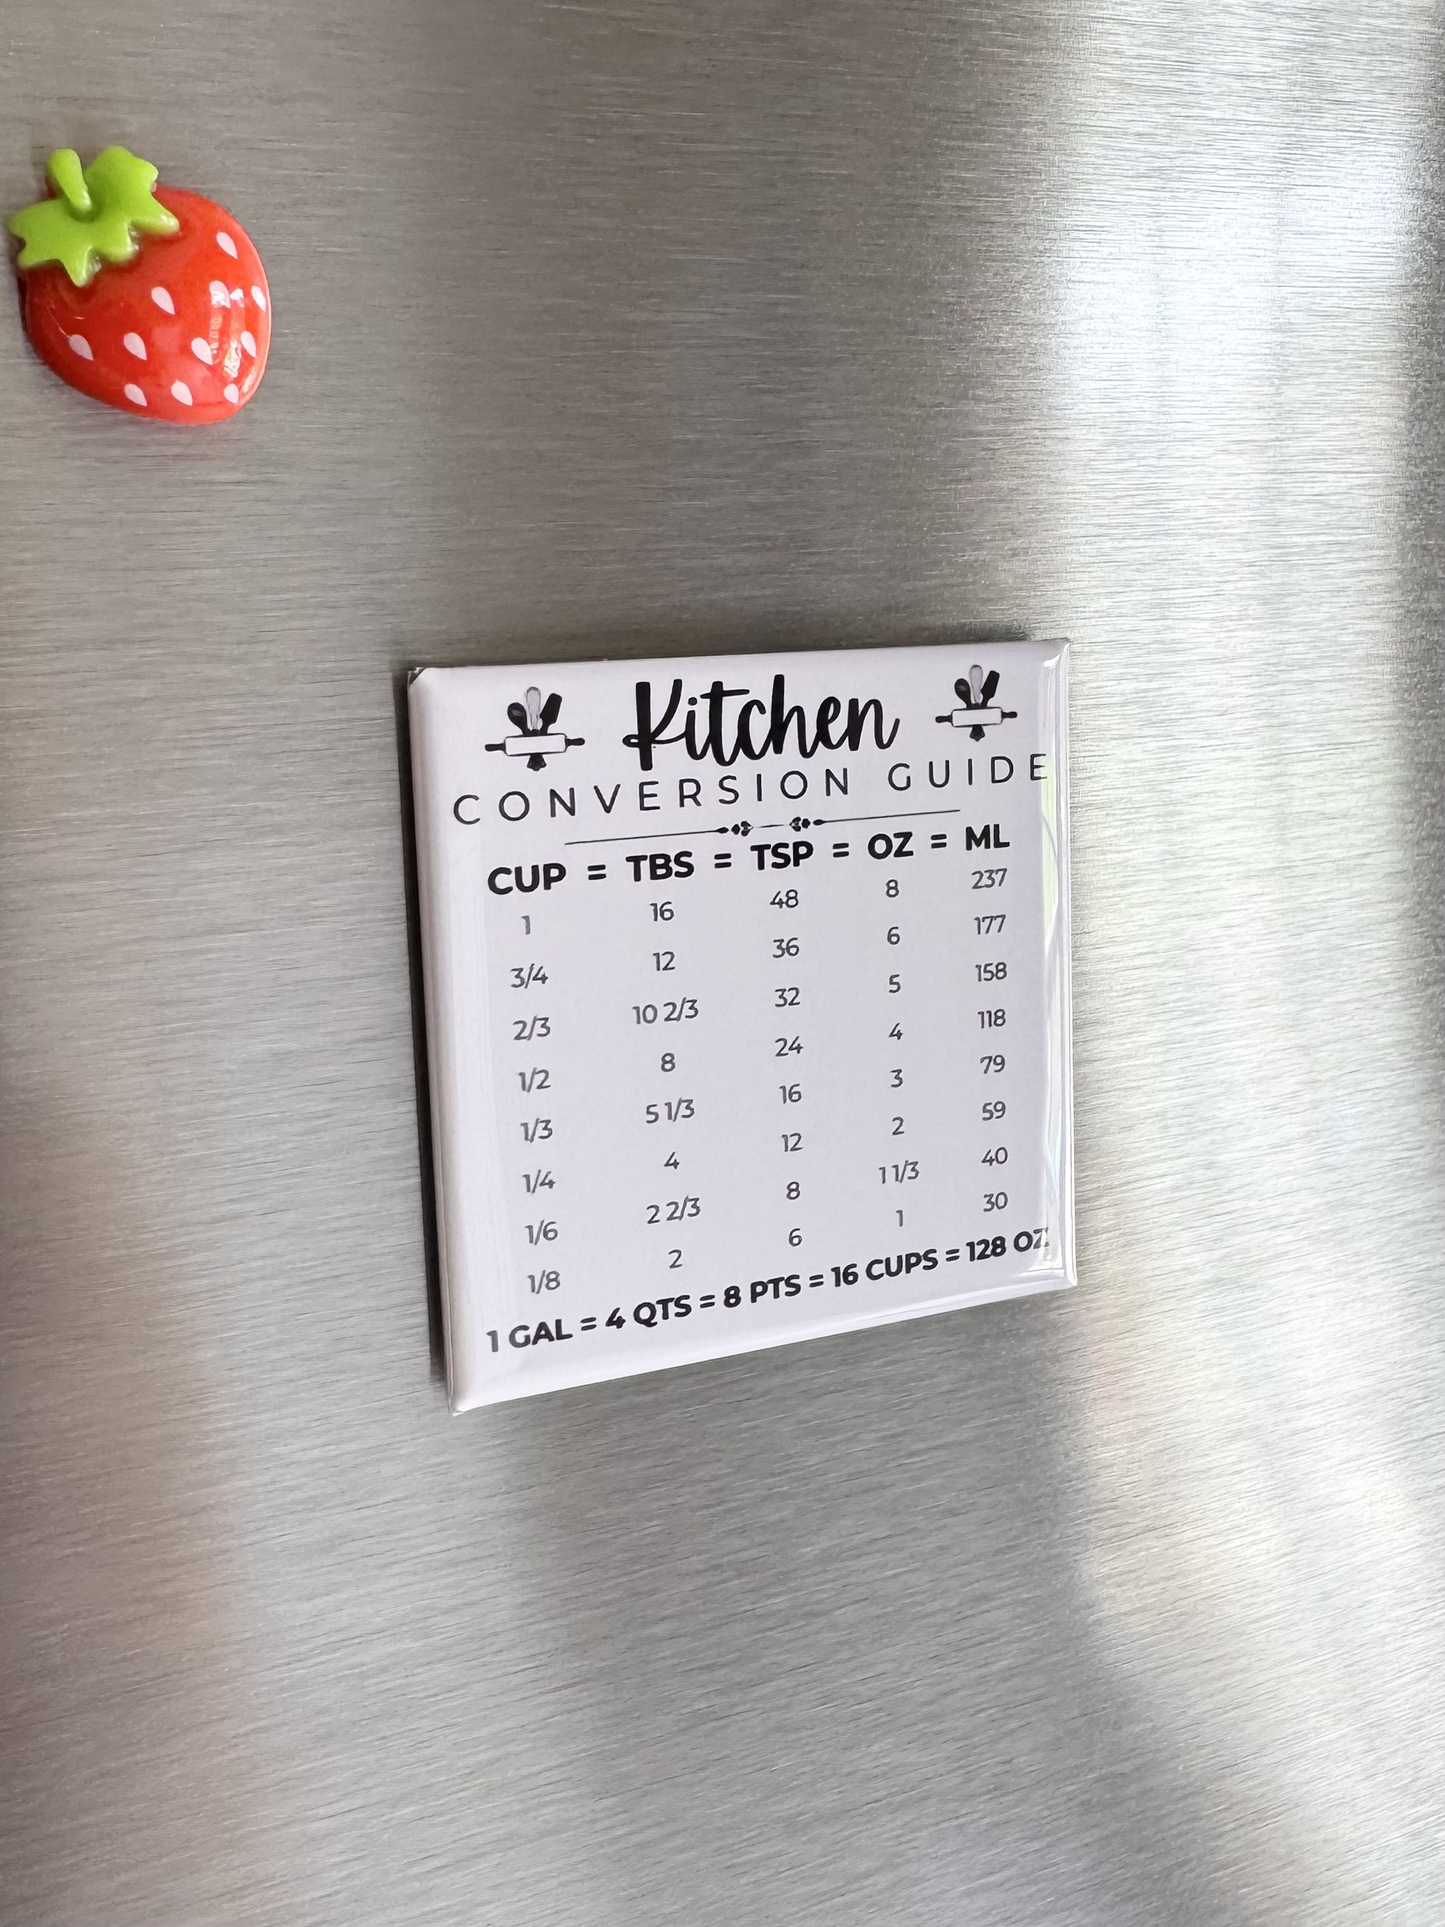 Kitchen
CONVERSION GUIDE
CUP = TBS = TSP = OZ = ML
1 16 48 8 237
3/4 12 36 6 177
2/3 10 2/3 32 5 158
1/2 8 24 4 118
1/3 5 1/3 16 3 79
1/4 4 12 2 59
1/6 2 2/3 8 1 1/3 40
1/8 2 6 1 30
1 GAL = 4 QTS = 8 PTS = 16 CUPS = 128 OZ